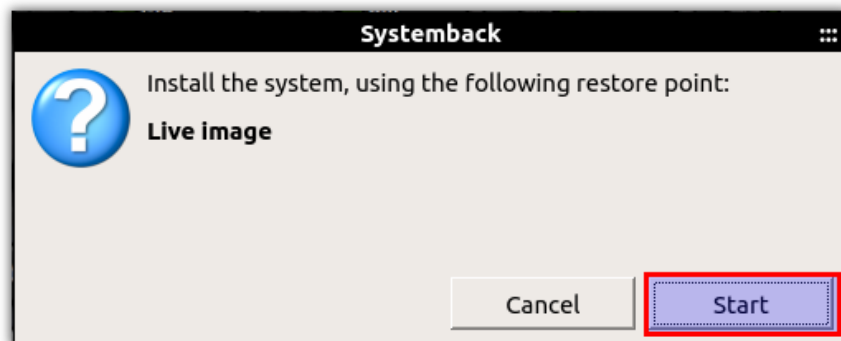 Systemback
Install the system, using the following restore point:
Live image
Cancel
Start